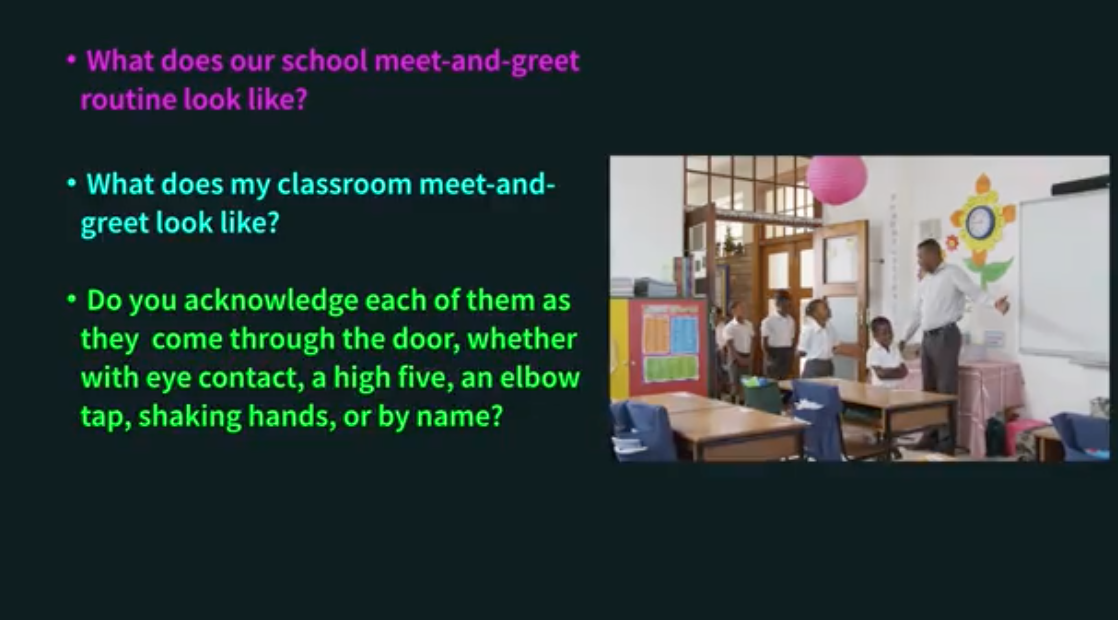 • What does our school meet-and-greet
routine look like?
• What does my classroom meet-and-
greet look like?
• Do you acknowledge each of them as
they come through the door, whether
with eye contact, a high five, an elbow
tap, shaking hands, or by name?